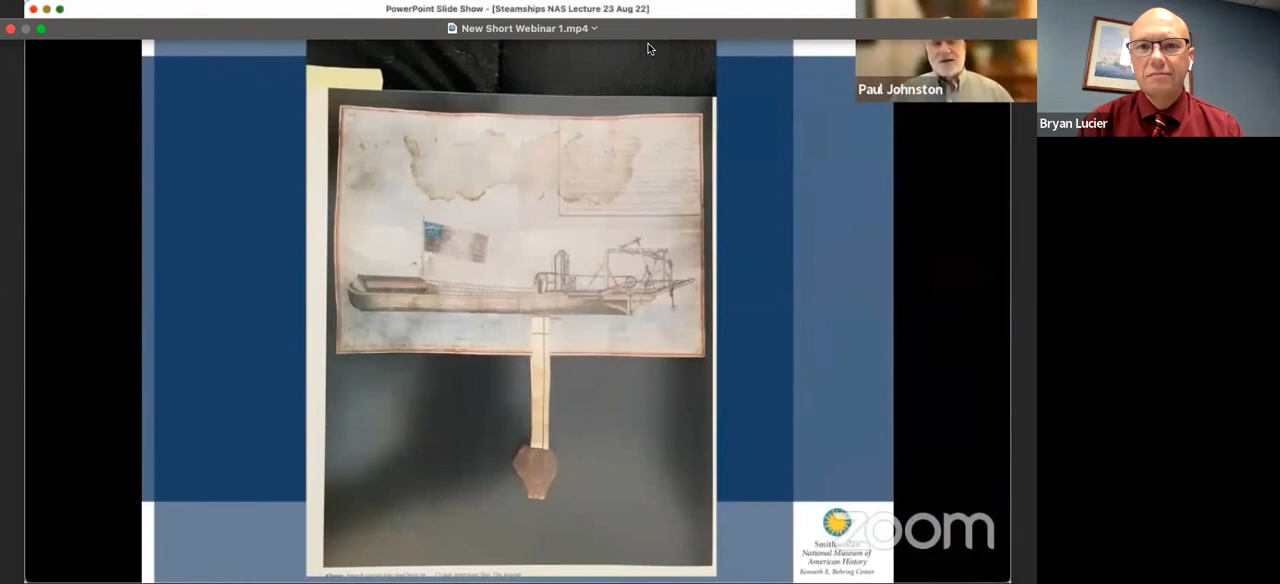 PowerPoint Slide Show - [Steamships NAS Lecture 23 Aug 22]
New Short Webinar 1.mp4
Paul Johnston
Bryan Lucier
zoom
Smithsonian
National Museum of
American History
Kenneth E. Behring Center